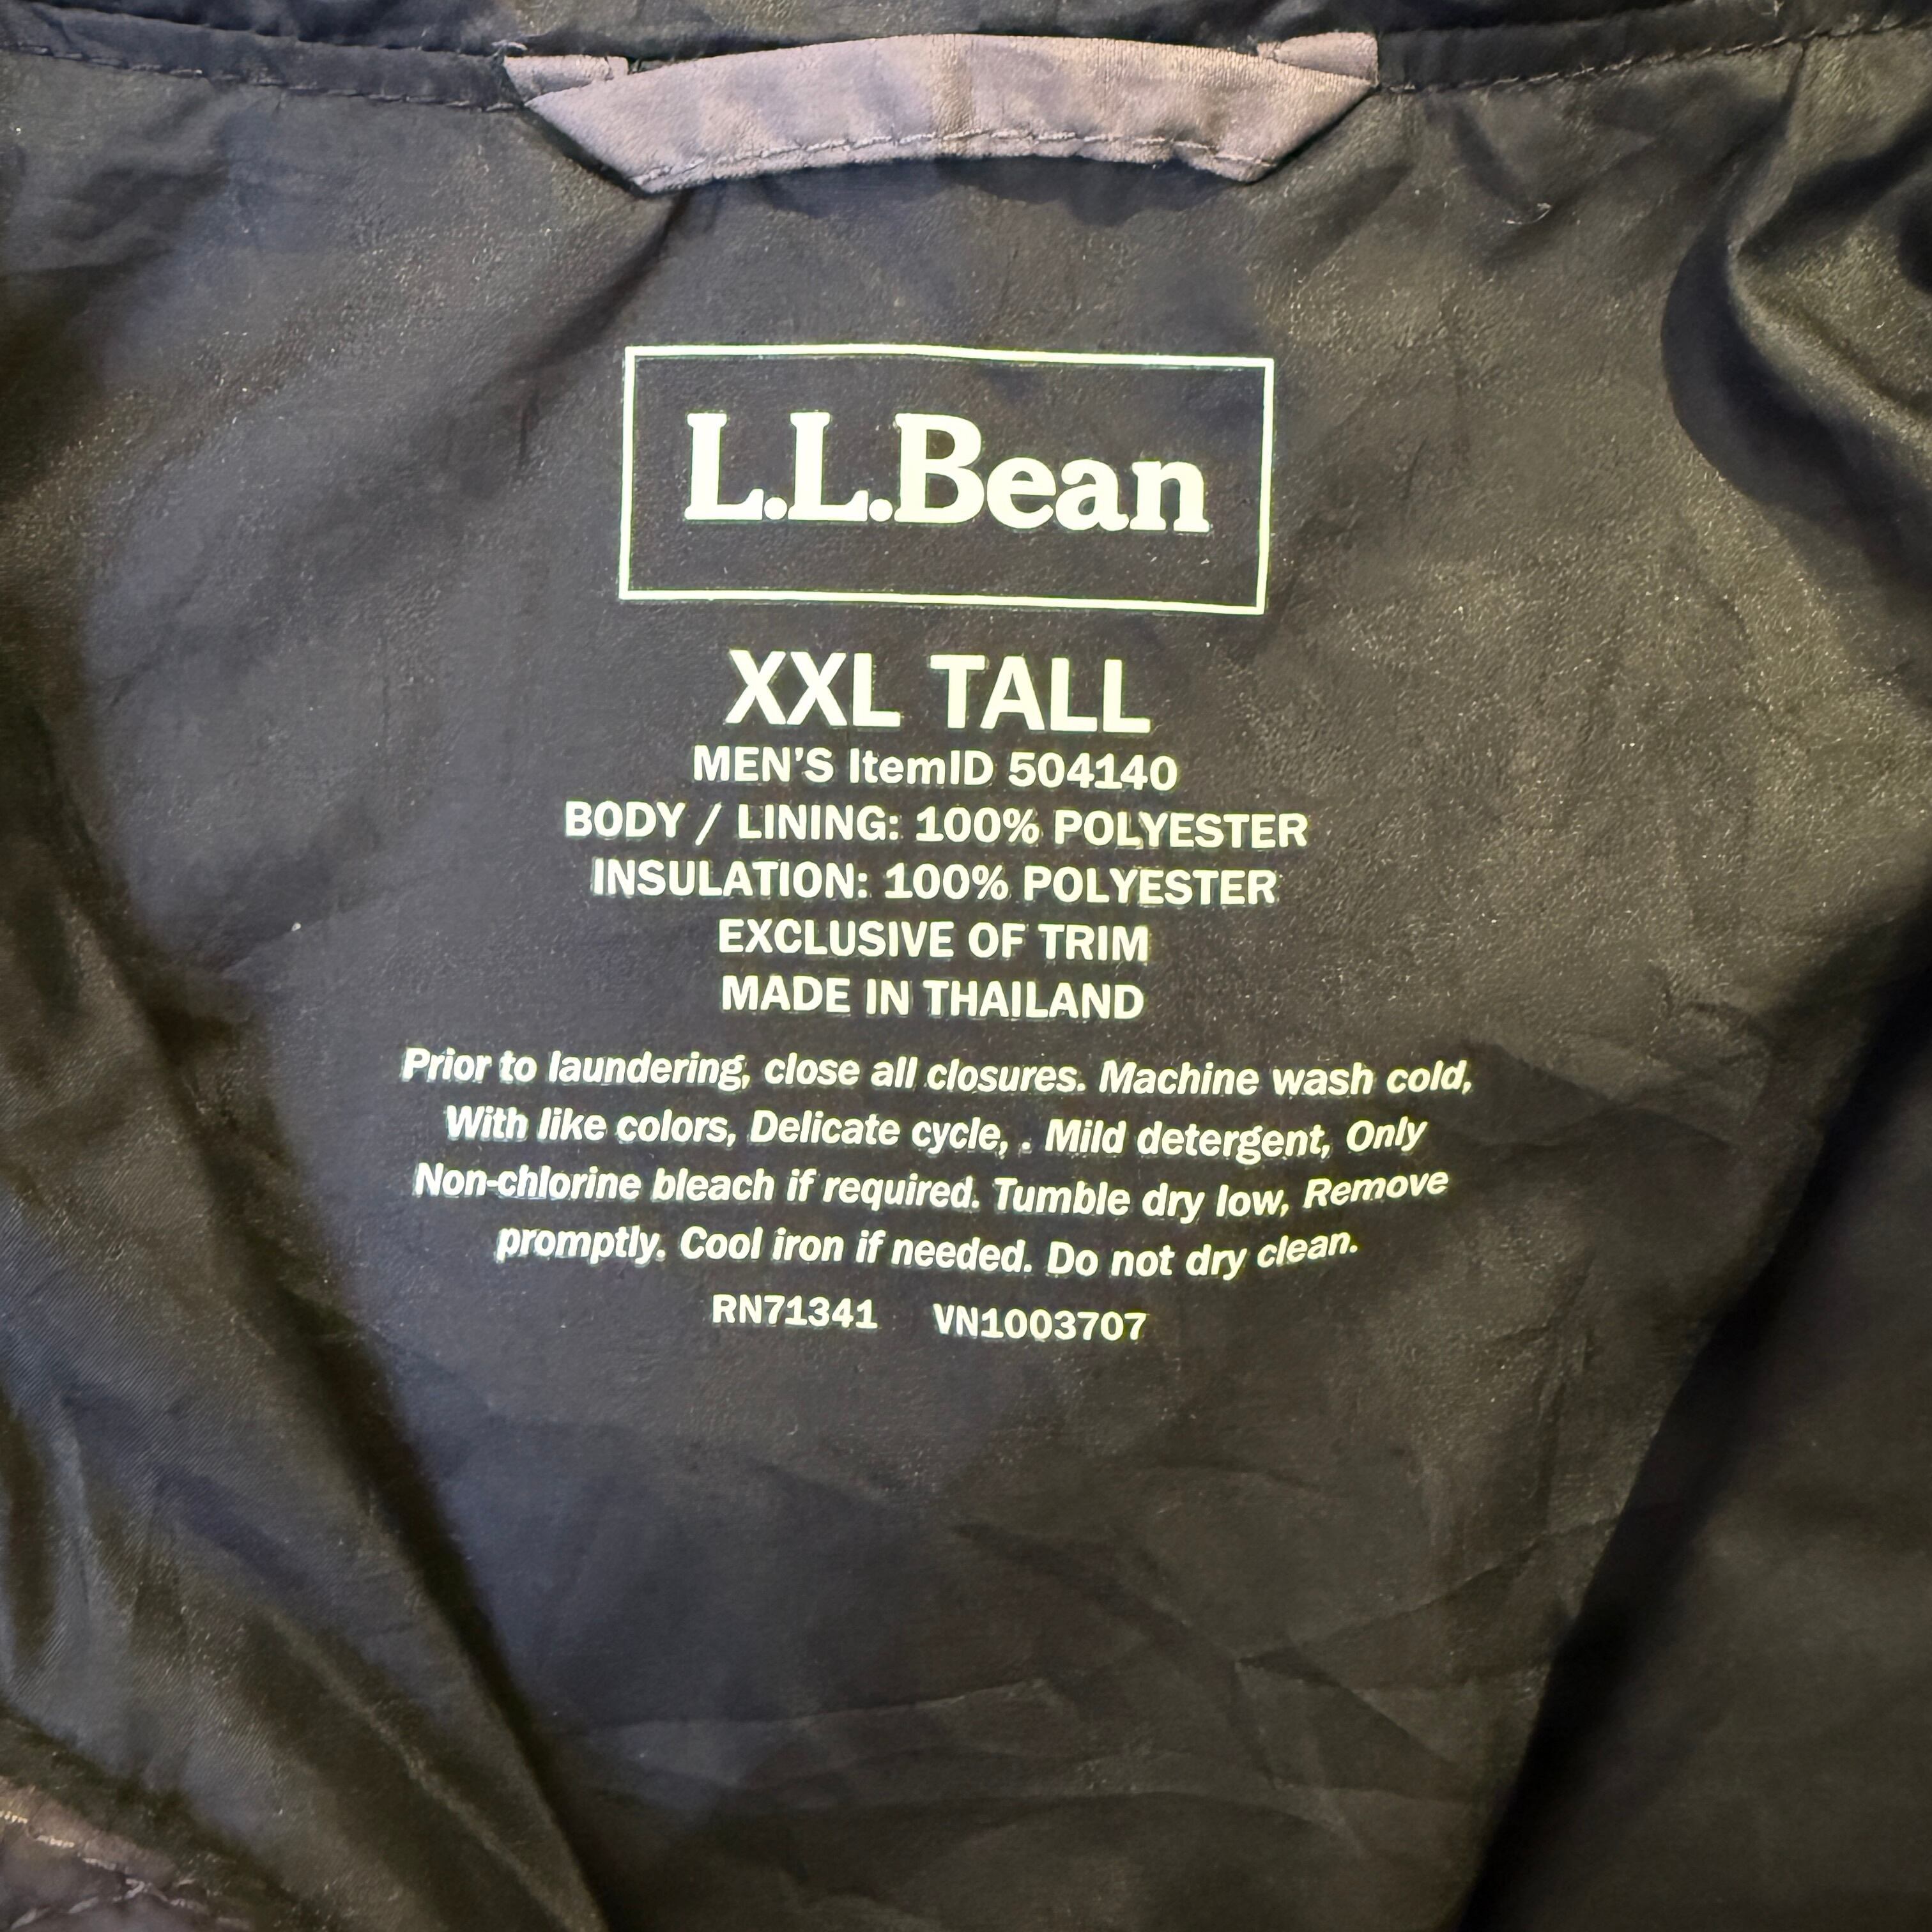 L.L.Bean
XXL TALL
MEN'S ItemID 504140
BODY / LINING: 100% POLYESTER
INSULATION: 100% POLYESTER
EXCLUSIVE OF TRIM
MADE IN THAILAND
Prior to laundering, close all closures. Machine wash cold,
With like colors, Delicate cycle, . Mild detergent, Only
Non-chlorine bleach if required. Tumble dry low, Remove
promptly. Cool iron if needed. Do not dry clean.
RN71341 VN1003707